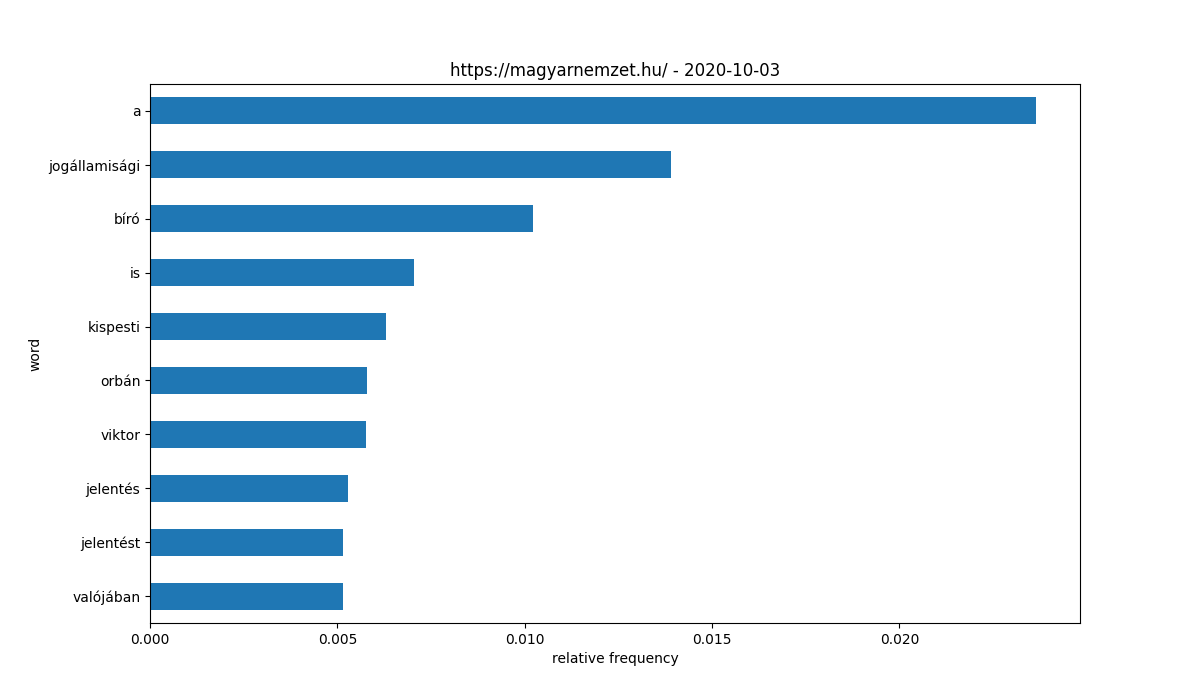 https://magyarnemzet.hu/ - 2020-10-03
word
a
jogállamisági
bíró
is
kispesti
orbán
viktor
jelentés
jelentést
valójában
0.000 0.005 0.010 0.015 0.020
relative frequency